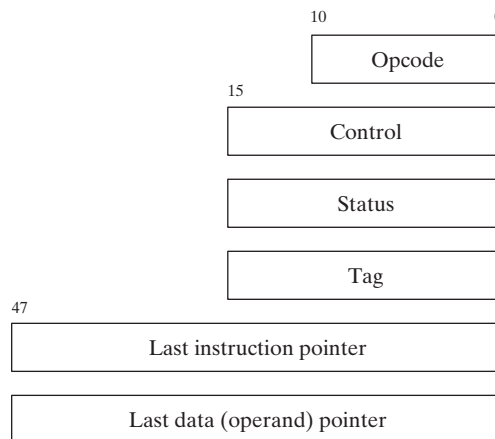 10
Opcode
15
Control
Status
Tag
47
Last instruction pointer
Last data (operand) pointer